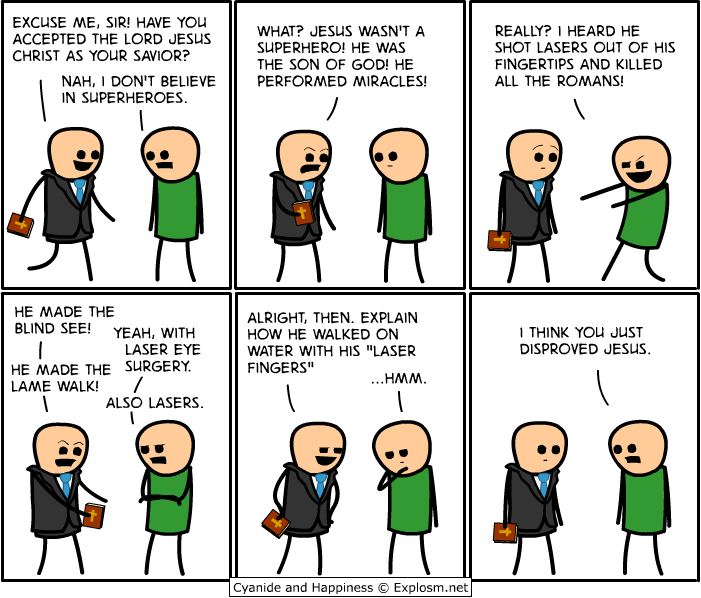 EXCUSE ME, SIR! HAVE YOU
ACCEPTED THE LORD JESUS
CHRIST AS YOUR SAVIOR?
NAH, I DON'T BELIEVE
IN SUPERHEROES.
WHAT? JESUS WASN'T A
SUPERHERO! HE WAS
THE SON OF GOD! HE
PERFORMED MIRACLES!
REALLY? I HEARD HE
SHOT LASERS OUT OF HIS
FINGERTIPS AND KILLED
ALL THE ROMANS!
HE MADE THE
BLIND SEE!
YEAH, WITH
LASER EYE
SURGERY.
HE MADE THE
LAME WALK!
ALSO LASERS.
ALRIGHT, THEN. EXPLAIN
HOW HE WALKED ON
WATER WITH HIS "LASER
FINGERS"
...HMM.
I THINK YOU JUST
DISPROVED JESUS.
Cyanide and Happiness © Explosm.net